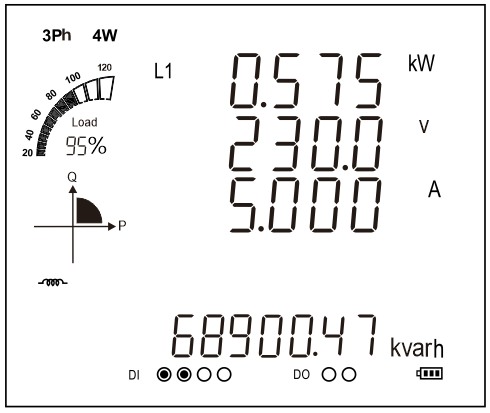 3Ph 4W
L1 0.575 kW
20 40 60 80 100 120
Load
95%
230.0 V
5.000 A
Q
P
68900.47 kvarh
DI DO